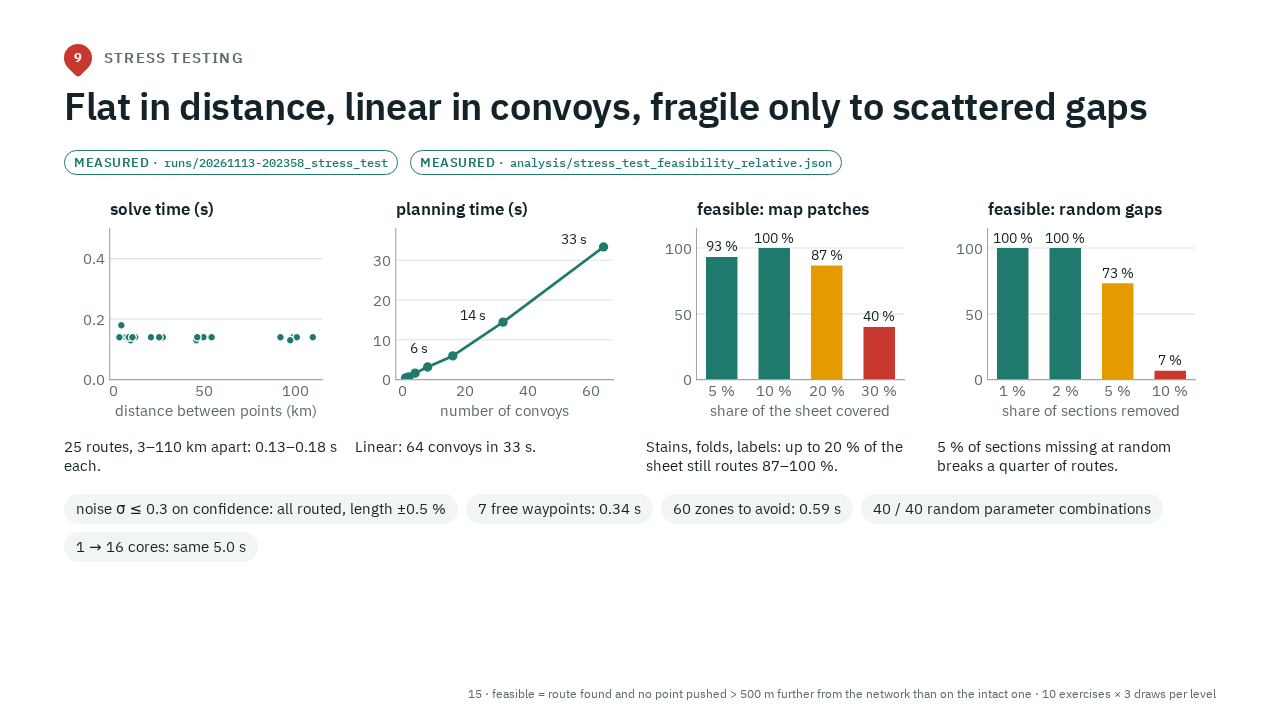 9 STRESS TESTING
Flat in distance, linear in convoys, fragile only to scattered gaps
MEASURED · runs/20261113-202358_stress_test
MEASURED · analysis/stress_test_feasibility_relative.json
solve time (s)
0.4
0.2
0.0
0 50 100
distance between points (km)
25 routes, 3–110 km apart: 0.13–0.18 s
each.
planning time (s)
33 s
30
20
14 s
10
6 s
0
0 20 40 60
number of convoys
Linear: 64 convoys in 33 s.
feasible: map patches
93 % 100 % 87 % 40 %
100
50
0
5 % 10 % 20 % 30 %
share of the sheet covered
Stains, folds, labels: up to 20 % of the
sheet still routes 87–100 %.
feasible: random gaps
100 % 100 % 73 % 7 %
100
50
0
1 % 2 % 5 % 10 %
share of sections removed
5 % of sections missing at random
breaks a quarter of routes.
noise σ ≤ 0.3 on confidence: all routed, length ±0.5 %
7 free waypoints: 0.34 s
60 zones to avoid: 0.59 s
40 / 40 random parameter combinations
1 → 16 cores: same 5.0 s
15 · feasible = route found and no point pushed > 500 m further from the network than on the intact one · 10 exercises × 3 draws per level